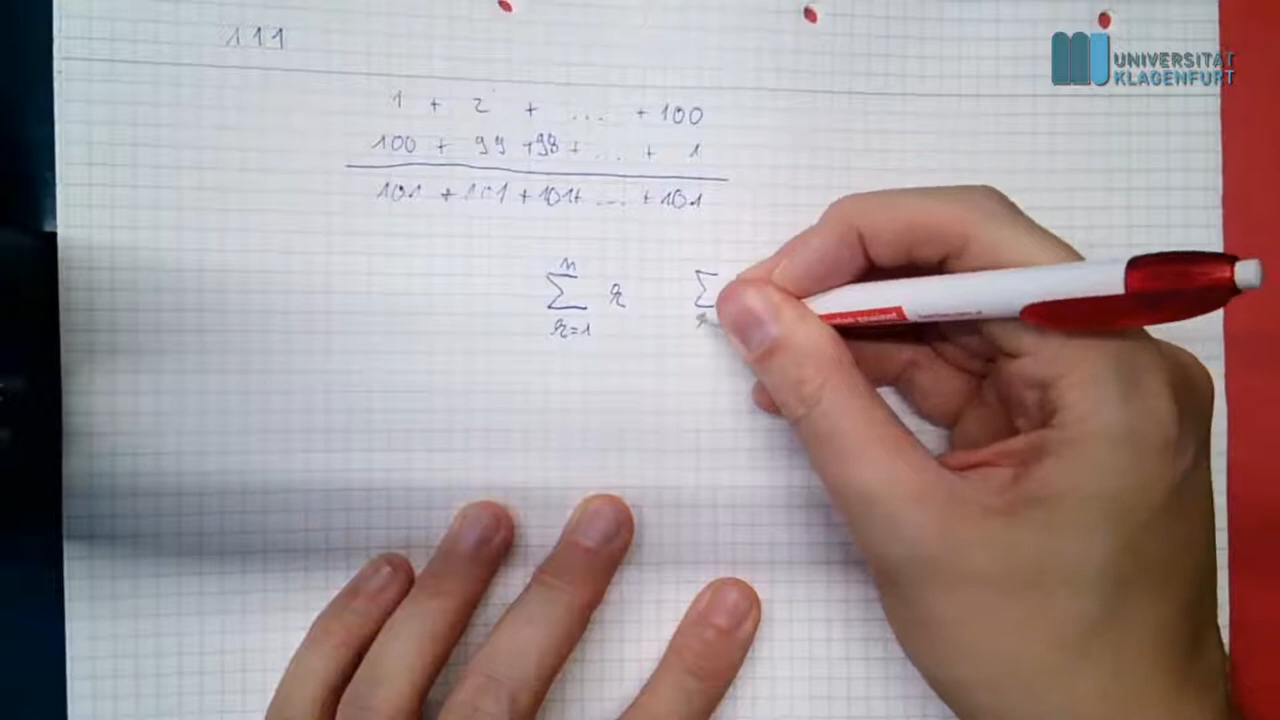 UNIVERSITÄT
KLAGENFURT
111
1 + 2 + ... + 100
100 + 99 + 98 + ... + 1
101 + 101 + 101 + ... + 101
n
∑ k ∑
k=1